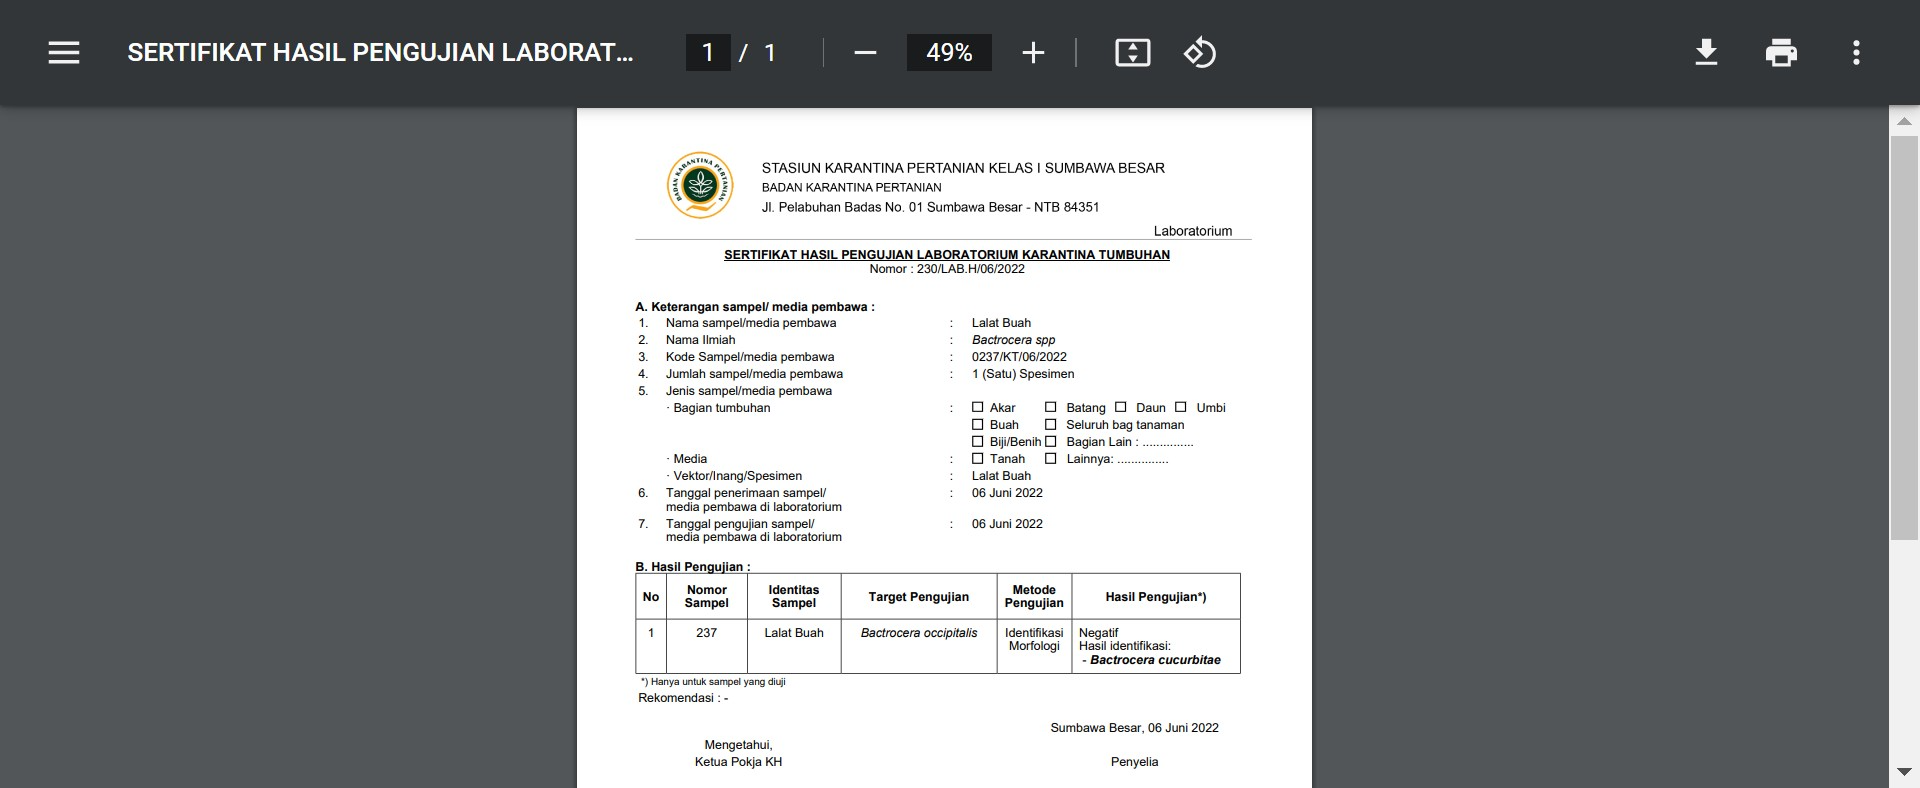 SERTIFIKAT HASIL PENGUJIAN LABORAT...
1 / 1
49%
BADAN KARANTINA PERTANIAN
STASIUN KARANTINA PERTANIAN KELAS I SUMBAWA BESAR
BADAN KARANTINA PERTANIAN
Jl. Pelabuhan Badas No. 01 Sumbawa Besar - NTB 84351
Laboratorium
SERTIFIKAT HASIL PENGUJIAN LABORATORIUM KARANTINA TUMBUHAN
Nomor : 230/LAB.H/06/2022
A. Keterangan sampel/ media pembawa :
1. Nama sampel/media pembawa : Lalat Buah
2. Nama Ilmiah : Bactrocera spp
3. Kode Sampel/media pembawa : 0237/KT/06/2022
4. Jumlah sampel/media pembawa : 1 (Satu) Spesimen
5. Jenis sampel/media pembawa
· Bagian tumbuhan : ☐ Akar ☐ Batang ☐ Daun ☐ Umbi
☐ Buah ☐ Seluruh bag tanaman
☐ Biji/Benih ☐ Bagian Lain : ...............
· Media : ☐ Tanah ☐ Lainnya: ...............
· Vektor/Inang/Spesimen : Lalat Buah
6. Tanggal penerimaan sampel/ : 06 Juni 2022
media pembawa di laboratorium
7. Tanggal pengujian sampel/ : 06 Juni 2022
media pembawa di laboratorium
B. Hasil Pengujian :
No Nomor Sampel Identitas Sampel Target Pengujian Metode Pengujian Hasil Pengujian*)
1 237 Lalat Buah Bactrocera occipitalis Identifikasi Morfologi Negatif
Hasil identifikasi:
- Bactrocera cucurbitae
*) Hanya untuk sampel yang diuji
Rekomendasi : -
Sumbawa Besar, 06 Juni 2022
Mengetahui,
Ketua Pokja KH Penyelia